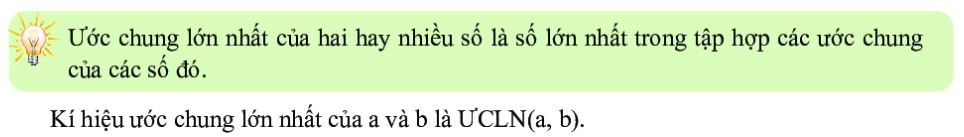 Ước chung lớn nhất của hai hay nhiều số là số lớn nhất trong tập hợp các ước chung
của các số đó.
Kí hiệu ước chung lớn nhất của a và b là ƯCLN(a, b).